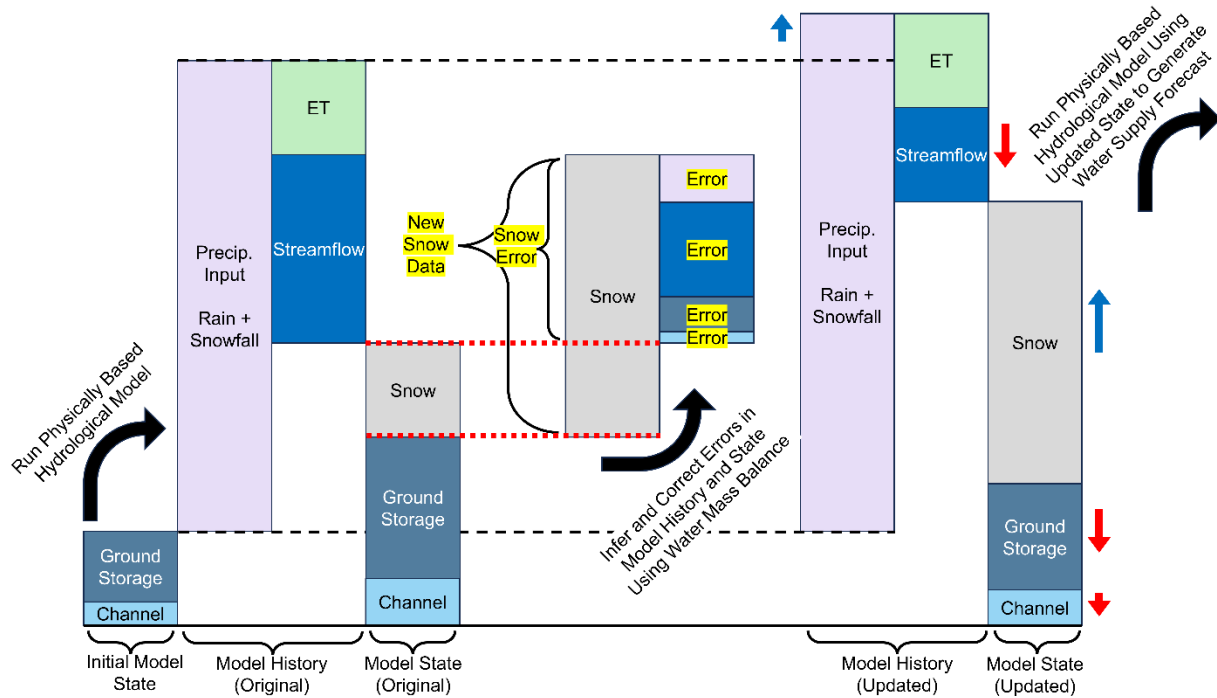 Run Physically Based
Hydrological Model
Ground
Storage
Channel
Initial Model
State
Precip.
Input
Rain +
Snowfall
ET
Streamflow
Model History
(Original)
Snow
Ground
Storage
Channel
Model State
(Original)
New
Snow
Data
Snow
Error
Snow
Error
Error
Error
Error
Infer and Correct Errors in
Model History and State
Using Water Mass Balance
Precip.
Input
Rain +
Snowfall
ET
Streamflow
Model History
(Updated)
Snow
Ground
Storage
Channel
Model State
(Updated)
Run Physically Based
Hydrological Model Using
Updated State to Generate
Water Supply Forecast